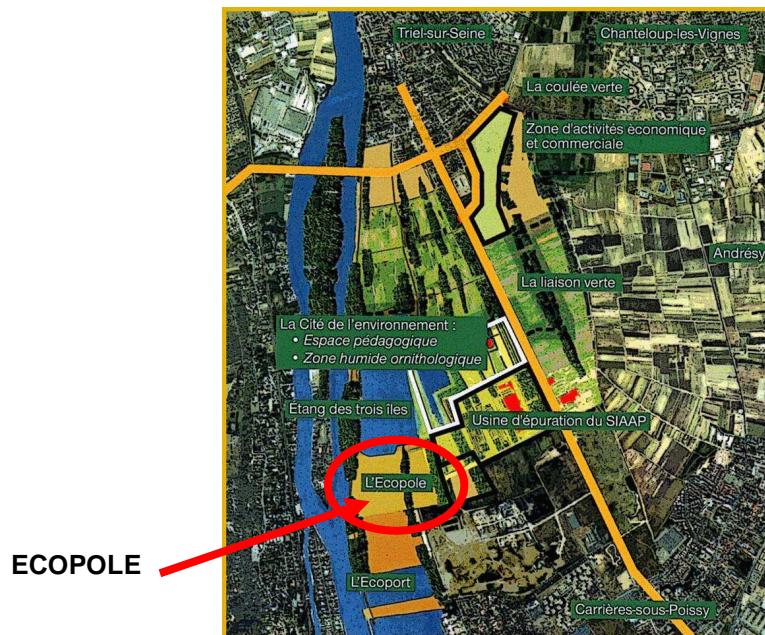 Triel-sur-Seine
Chanteloup-les-Vignes
La coulée verte
Zone d'activités économique
et commerciale
Andrésy
La liaison verte
La Cité de l'environnement :
• Espace pédagogique
• Zone humide ornithologique
Etang des trois îles
Usine d'épuration du SIAAP
L'Ecopole
ECOPOLE
L'Ecoport
Carrières-sous-Poissy